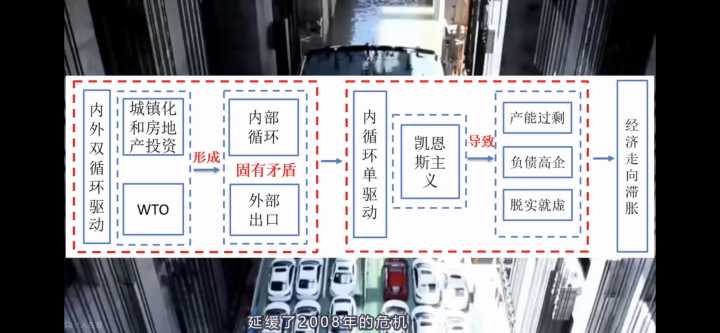 内外双循环驱动
城镇化
和房地
产投资
WTO
形成
内部
循环
固有矛盾
外部
出口
内循环单驱动
凯恩
斯主
义
导致
产能过剩
负债高企
脱实就虚
经济走向滞胀
延缓了2008年的危机